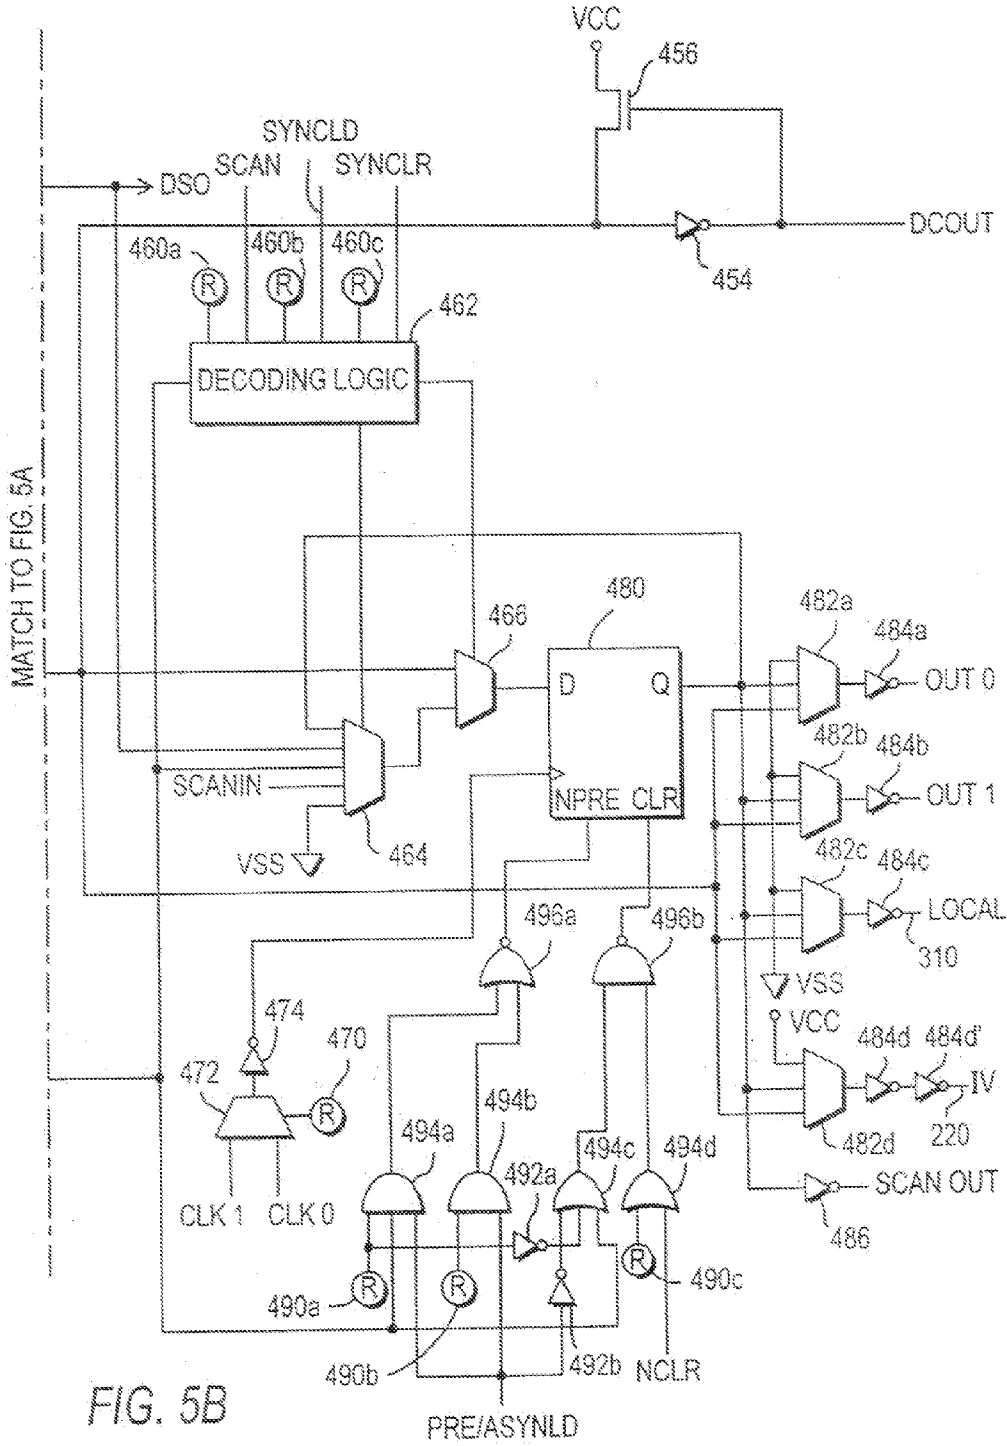 VCC
456
SYNCLD
SCAN
SYNCLR
DSO
DCOUT
460a
460b
460c
R
R
R
454
462
DECODING LOGIC
MATCH TO FIG. 5A
480
466
482a
484a
D
Q
OUT 0
482b
484b
SCANIN
NPRE CLR
OUT 1
VSS
464
482c
484c
LOCAL
496a
496b
310
VSS
474
470
VCC
472
R
484d
484d'
IV
494a
494b
492a
494c
494d
482d
220
CLK 1
CLK 0
SCAN OUT
486
R
R
R
490c
490a
490b
492b
NCLR
PRE/ASYNLD
FIG. 5B